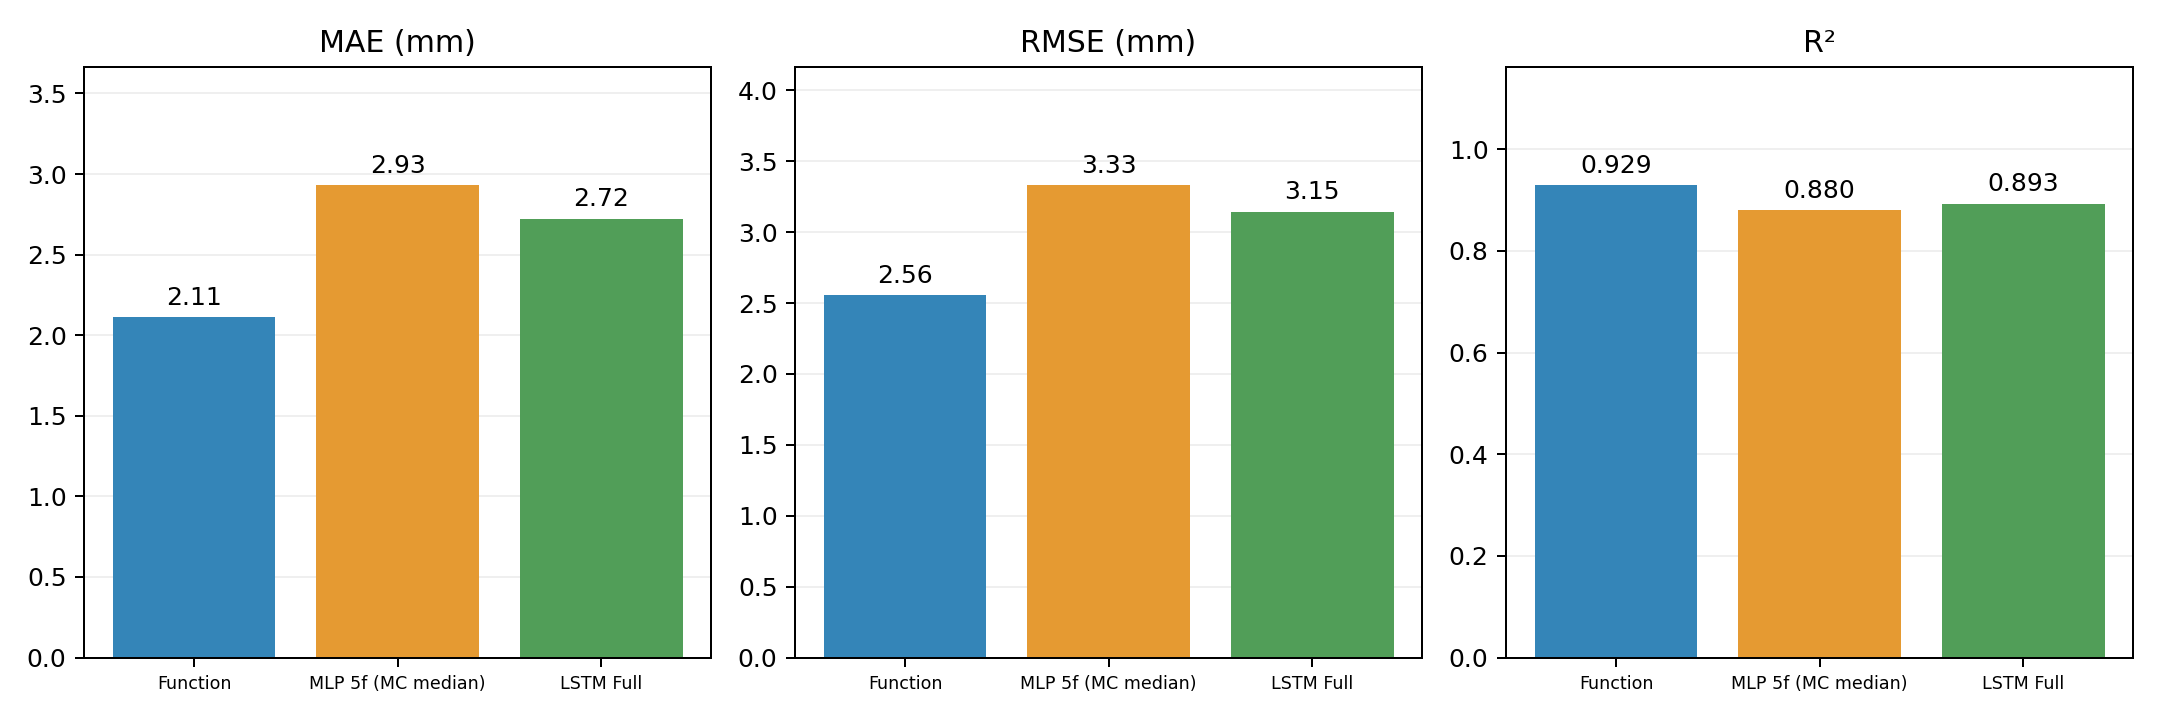 MAE (mm)
3.5
3.0
2.5
2.0
1.5
1.0
0.5
0.0
2.11
2.93
2.72
Function
MLP 5f (MC median)
LSTM Full
RMSE (mm)
4.0
3.5
3.0
2.5
2.0
1.5
1.0
0.5
0.0
2.56
3.33
3.15
Function
MLP 5f (MC median)
LSTM Full
R²
1.0
0.8
0.6
0.4
0.2
0.0
0.929
0.880
0.893
Function
MLP 5f (MC median)
LSTM Full